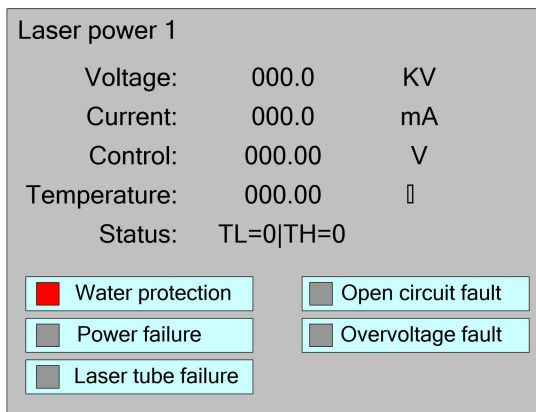 Laser power 1
Voltage: 000.0 KV
Current: 000.0 mA
Control: 000.00 V
Temperature: 000.00 ▯
Status: TL=0|TH=0
Water protection Open circuit fault
Power failure Overvoltage fault
Laser tube failure